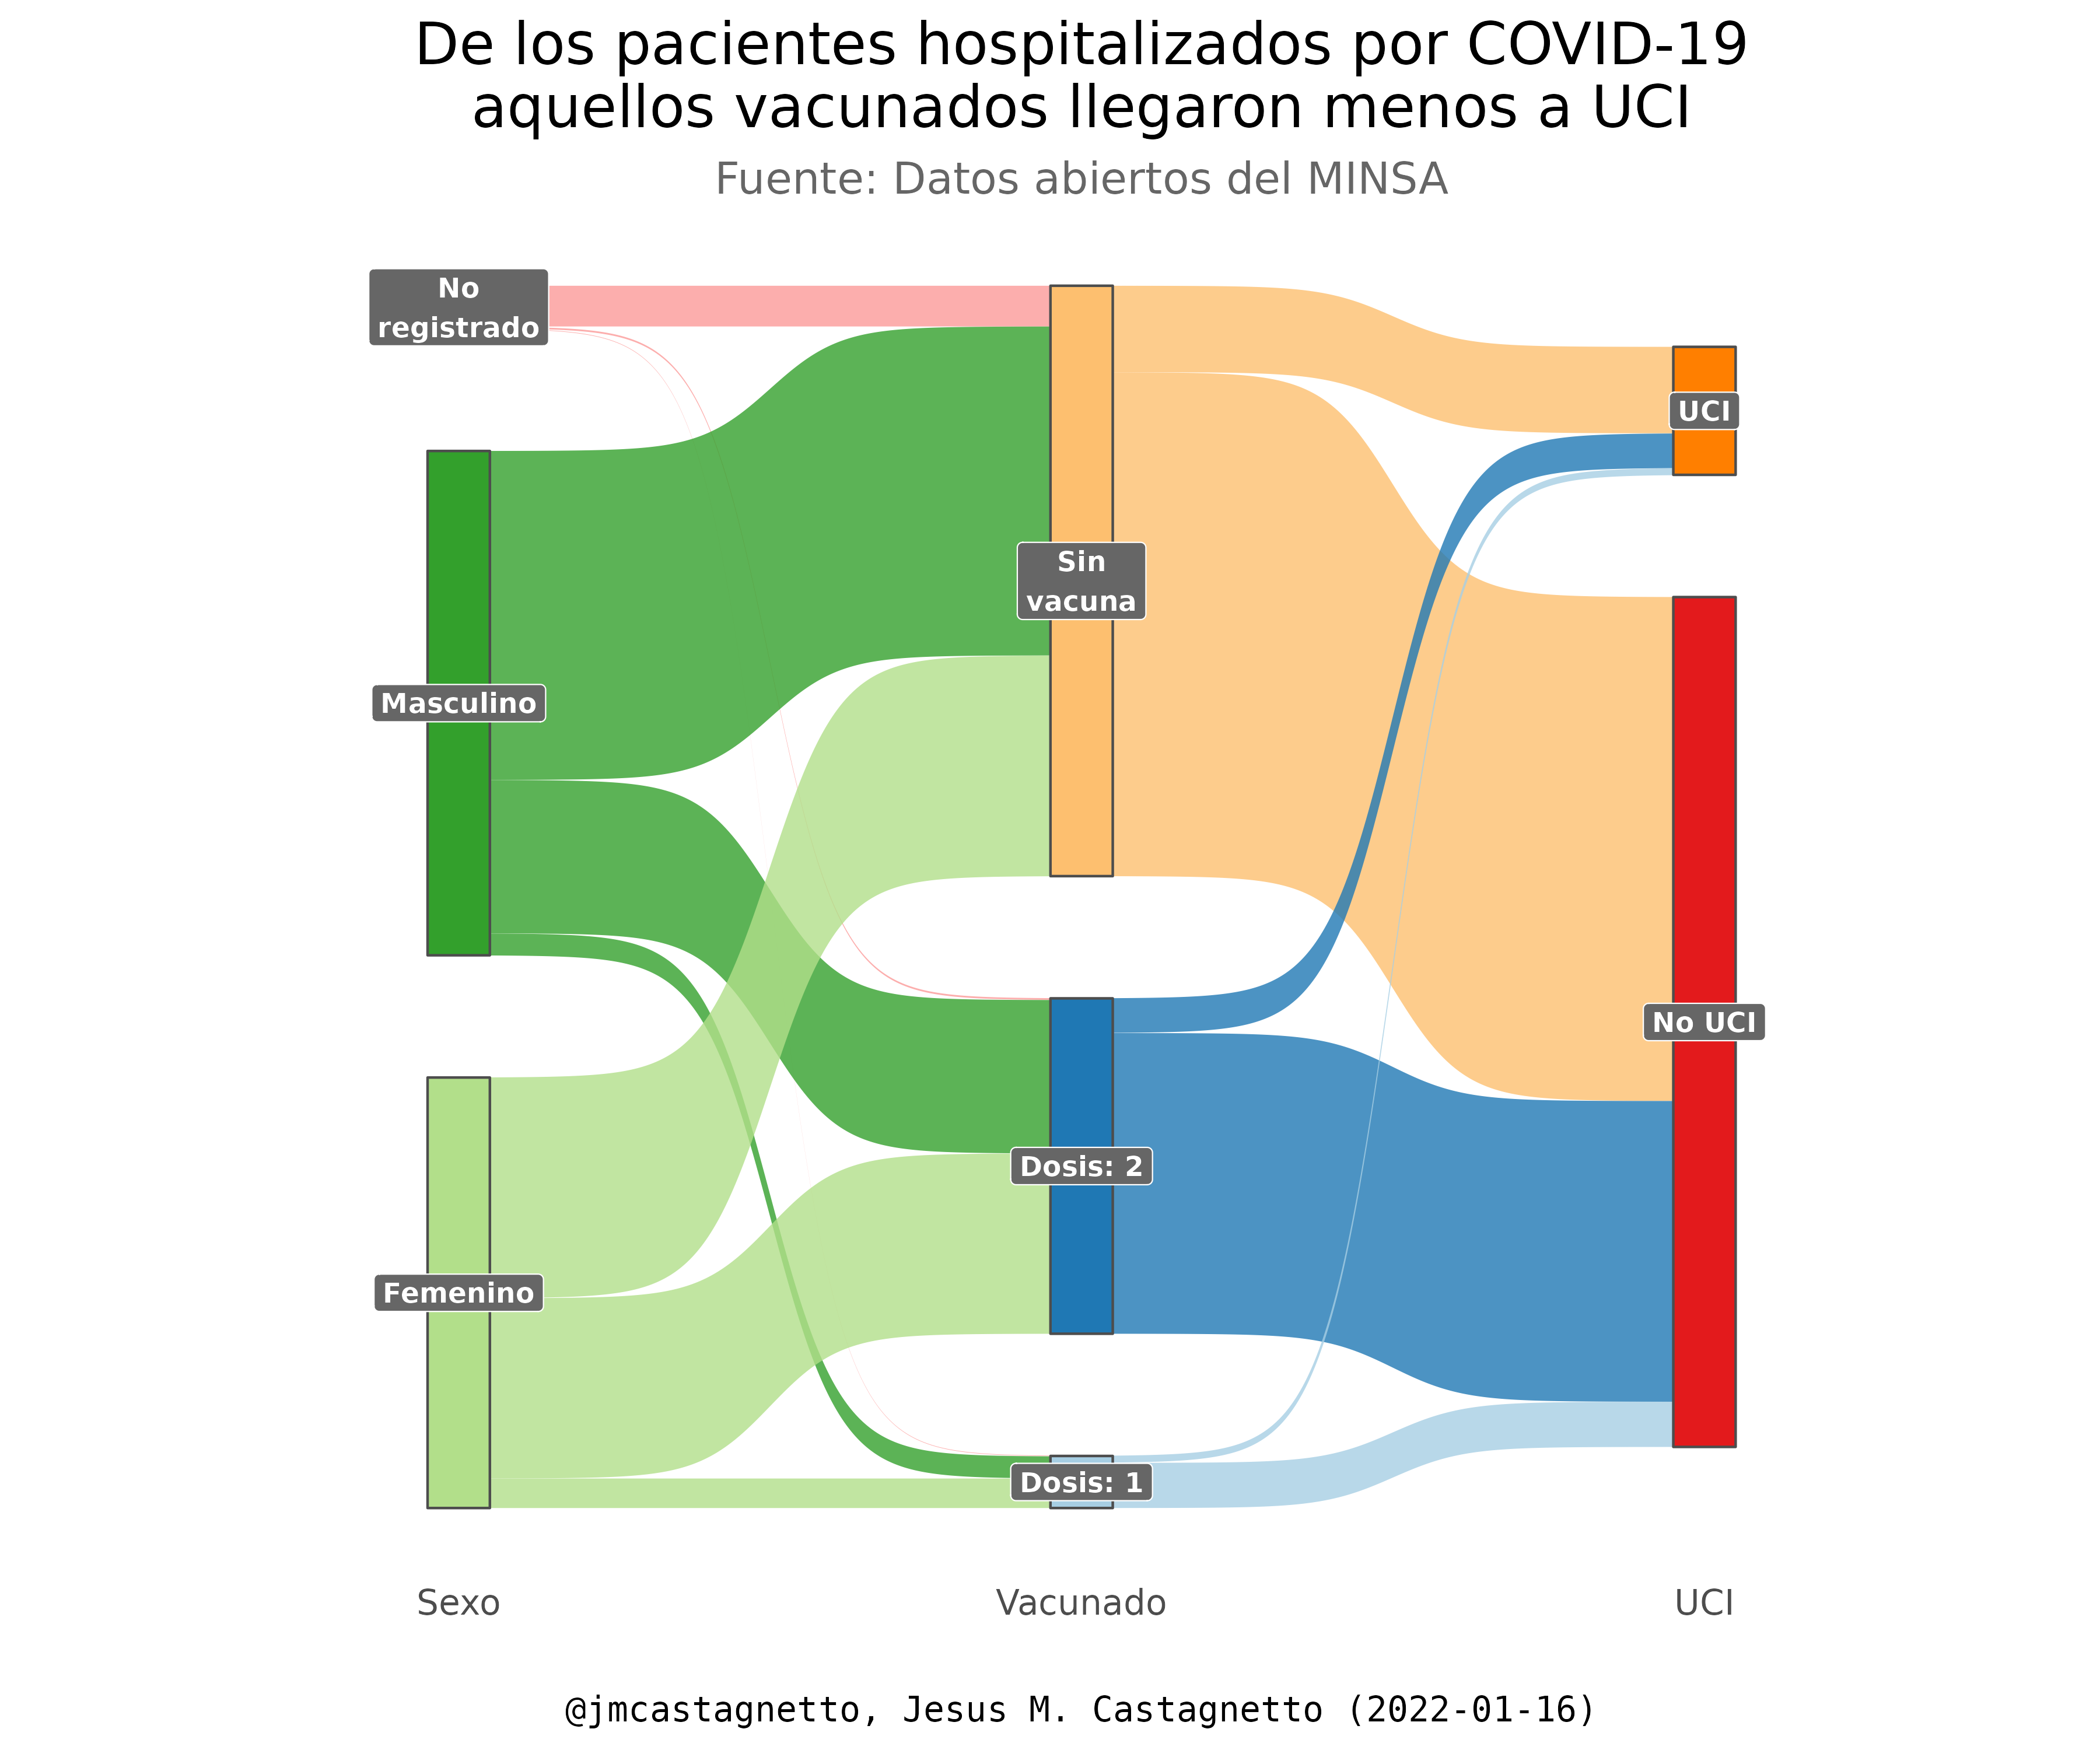 De los pacientes hospitalizados por COVID-19
aquellos vacunados llegaron menos a UCI
Fuente: Datos abiertos del MINSA
No
registrado
Masculino
Femenino
Sin
vacuna
Dosis: 2
Dosis: 1
UCI
No UCI
Sexo
Vacunado
UCI
@jmcastagnetto, Jesus M. Castagnetto (2022-01-16)